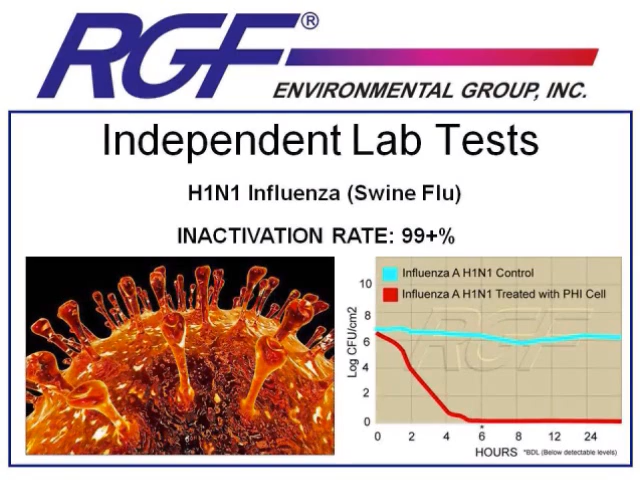 RGF®
ENVIRONMENTAL GROUP, INC.
Independent Lab Tests
H1N1 Influenza (Swine Flu)
INACTIVATION RATE: 99+%
Influenza A H1N1 Control
Influenza A H1N1 Treated with PHI Cell
RGF
Log CFU/cm2
10
8
6
4
2
0
0 2 4 6 8 12 24
*
HOURS *BDL (Below detectable levels)